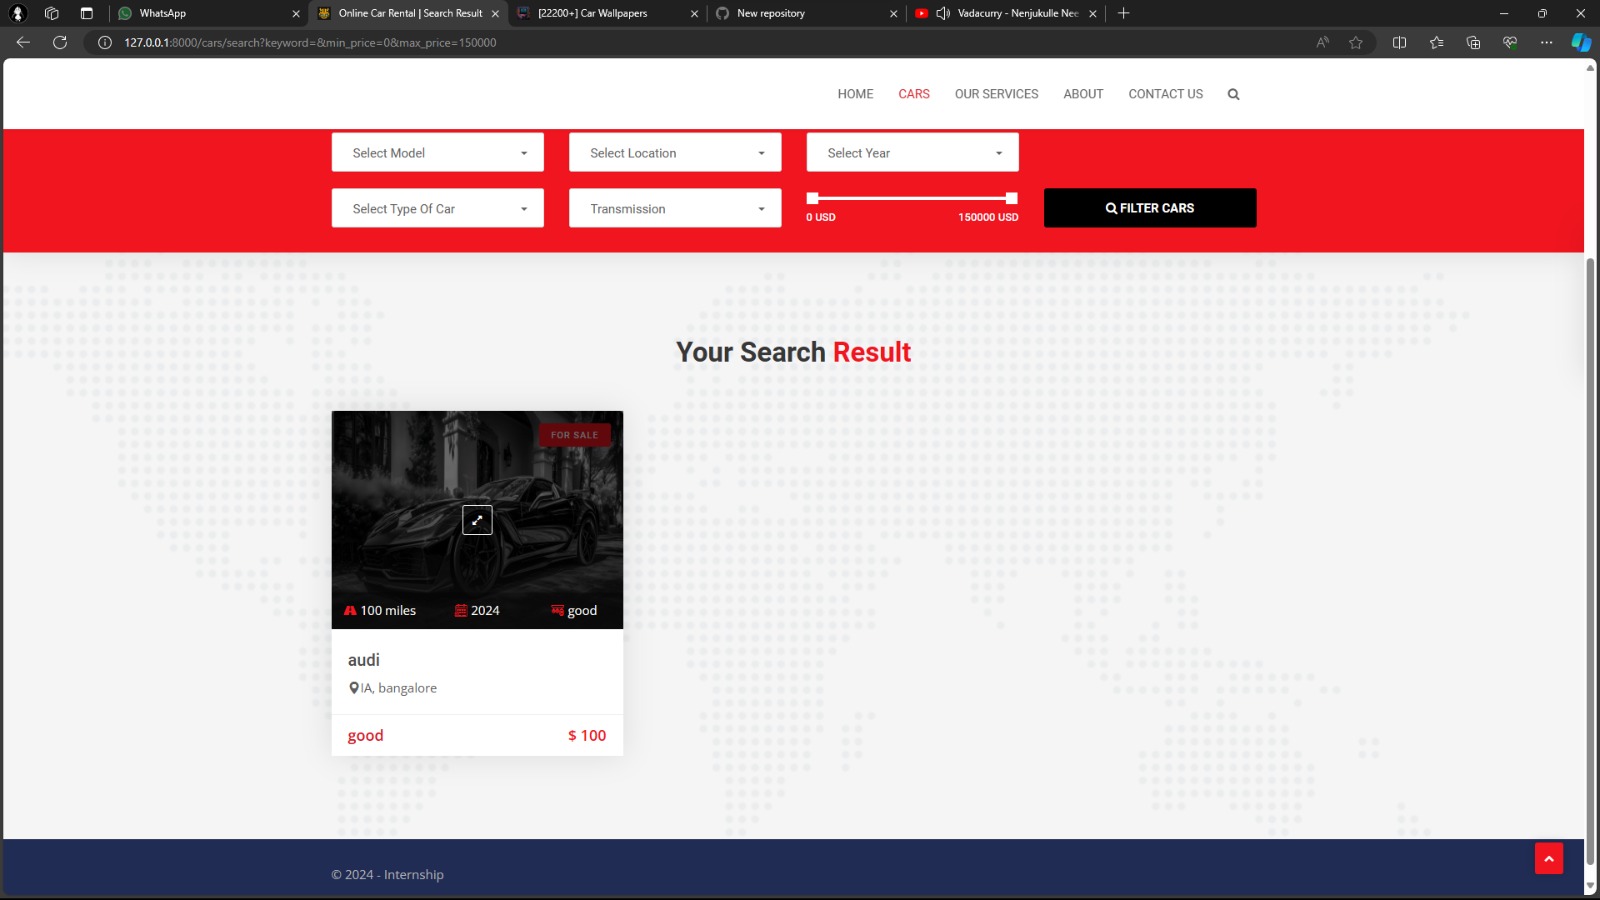 WhatsApp
Online Car Rental | Search Result
[22200+] Car Wallpapers
New repository
Vadacurry - Nenjukulle Nee
127.0.0.1:8000/cars/search?keyword=&min_price=0&max_price=150000
HOME CARS OUR SERVICES ABOUT CONTACT US
Select Model Select Location Select Year
Select Type Of Car Transmission
0 USD 150000 USD
FILTER CARS
Your Search Result
FOR SALE
100 miles 2024 good
audi
IA, bangalore
good $ 100
© 2024 - Internship